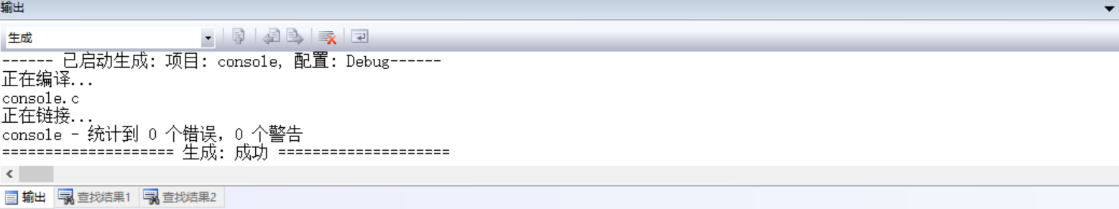 输出
生成
------ 已启动生成: 项目: console, 配置: Debug------
正在编译...
console.c
正在链接...
console - 统计到 0 个错误，0 个警告
==================== 生成: 成功 ====================
输出 查找结果1 查找结果2